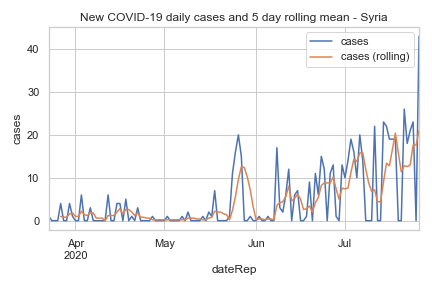 New COVID-19 daily cases and 5 day rolling mean - Syria
cases
cases (rolling)
cases
40
30
20
10
0
Apr
2020
May
Jun
Jul
dateRep